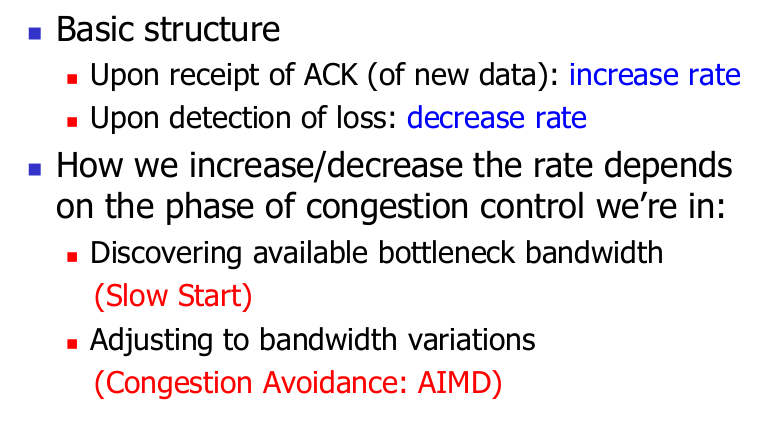 Basic structure
Upon receipt of ACK (of new data): increase rate
Upon detection of loss: decrease rate
How we increase/decrease the rate depends
on the phase of congestion control we're in:
Discovering available bottleneck bandwidth
(Slow Start)
Adjusting to bandwidth variations
(Congestion Avoidance: AIMD)